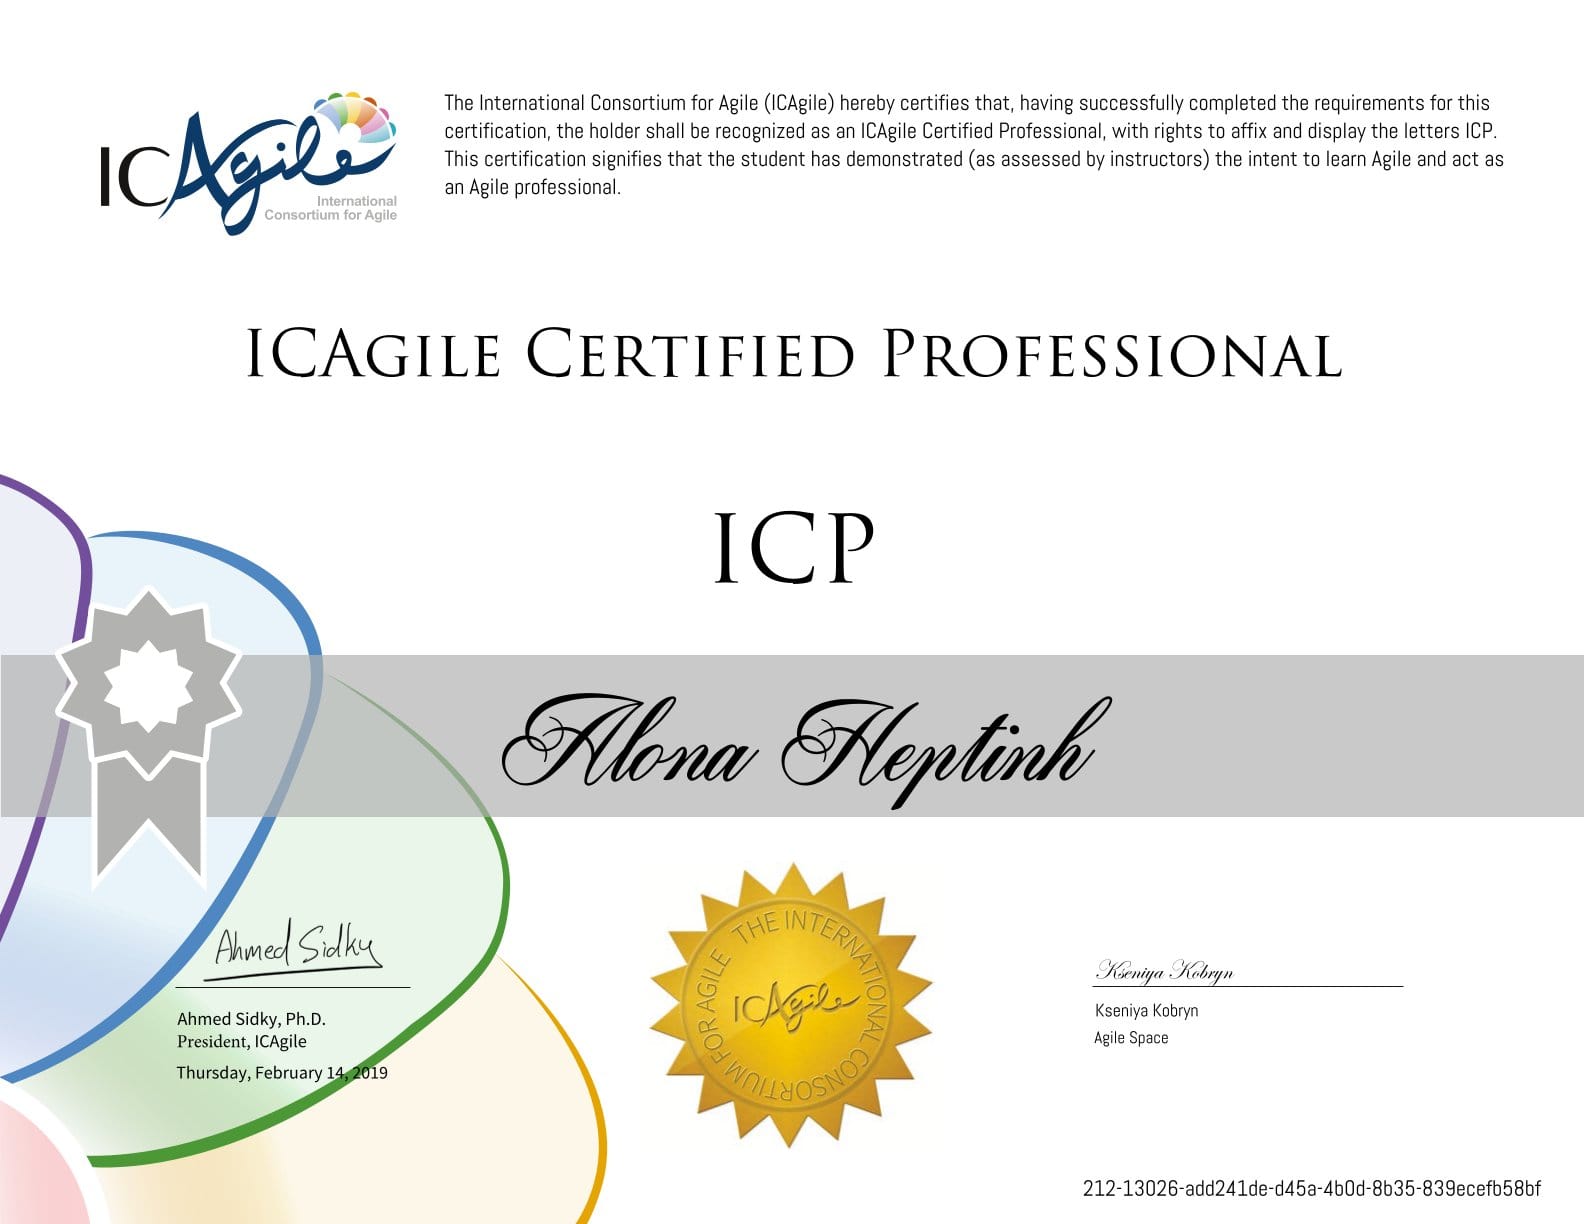 ICAgile
International
Consortium for Agile
The International Consortium for Agile (ICAgile) hereby certifies that, having successfully completed the requirements for this
certification, the holder shall be recognized as an ICAgile Certified Professional, with rights to affix and display the letters ICP.
This certification signifies that the student has demonstrated (as assessed by instructors) the intent to learn Agile and act as
an Agile professional.
ICAgile Certified Professional
ICP
Alona Heptinh
Ahmed Sidky
Ahmed Sidky, Ph.D.
President, ICAgile
Thursday, February 14, 2019
THE INTERNATIONAL CONSORTIUM FOR AGILE
ICAgile
Kseniya Kobryn
Kseniya Kobryn
Agile Space
212-13026-add241de-d45a-4b0d-8b35-839ecefb58bf